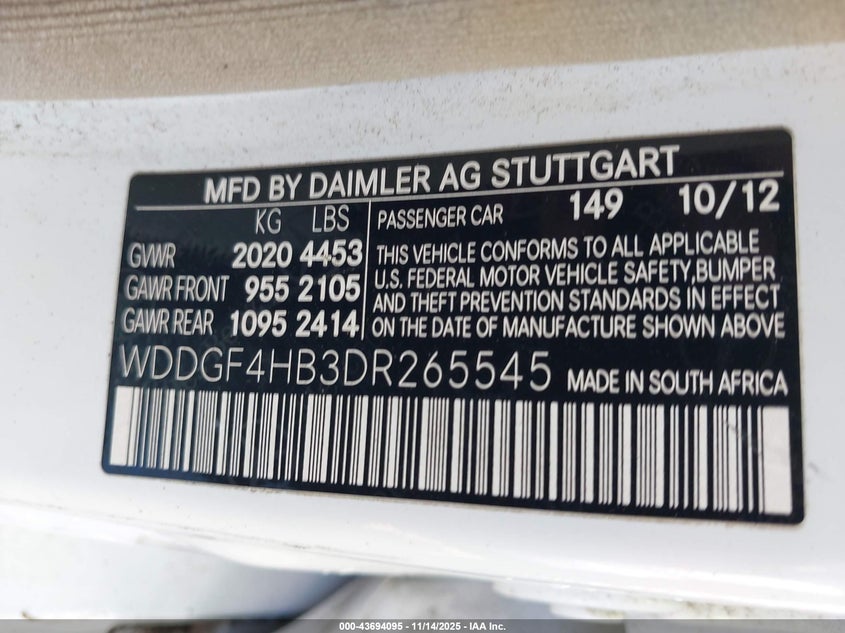 MFD BY DAIMLER AG STUTTGART
KG LBS
GVWR 2020 4453
GAWR FRONT 955 2105
GAWR REAR 1095 2414
PASSENGER CAR 149 10/12
THIS VEHICLE CONFORMS TO ALL APPLICABLE
U.S. FEDERAL MOTOR VEHICLE SAFETY, BUMPER
AND THEFT PREVENTION STANDARDS IN EFFECT
ON THE DATE OF MANUFACTURE SHOWN ABOVE
WDDGF4HB3DR265545 MADE IN SOUTH AFRICA
000-43694095 - 11/14/2025 - IAA Inc.